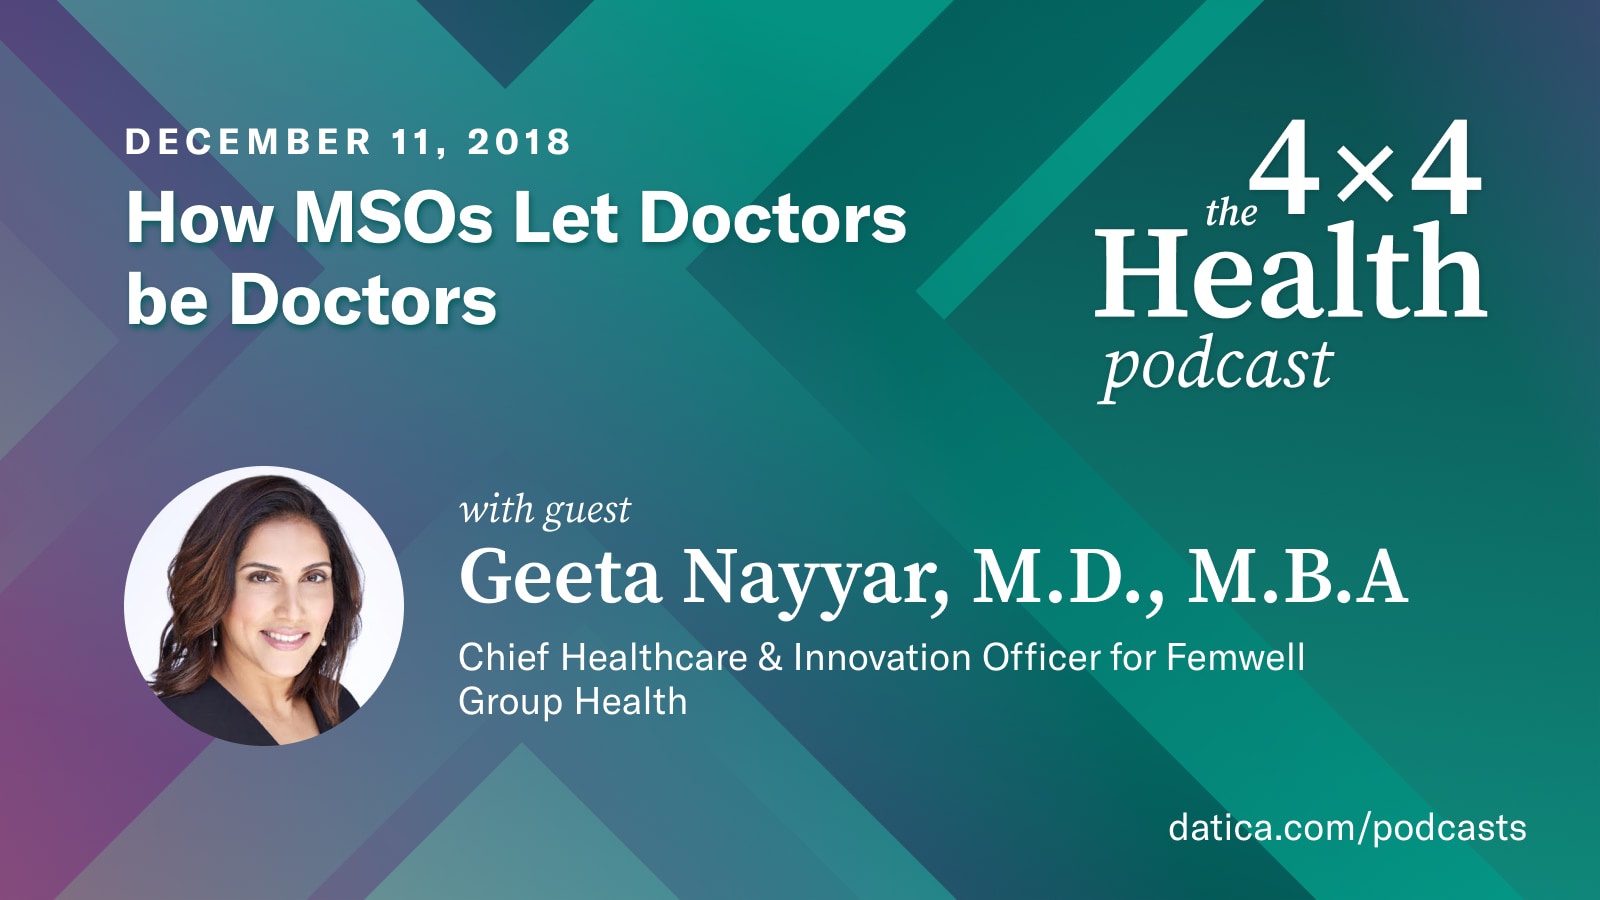 DECEMBER 11, 2018
How MSOs Let Doctors
be Doctors
the 4×4
Health
podcast
with guest
Geeta Nayyar, M.D., M.B.A
Chief Healthcare & Innovation Officer for Femwell
Group Health
datica.com/podcasts